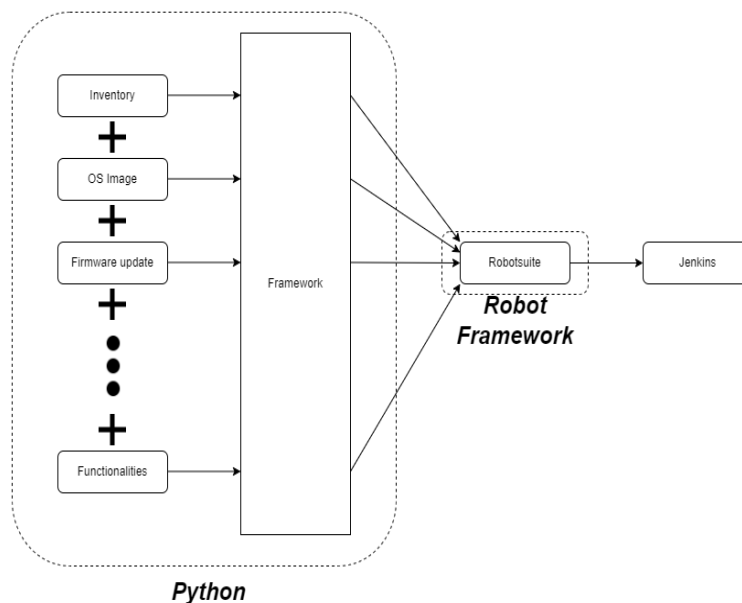 Inventory
OS Image
Firmware update
Functionalities
Framework
Robotsuite
Robot
Framework
Jenkins
Python